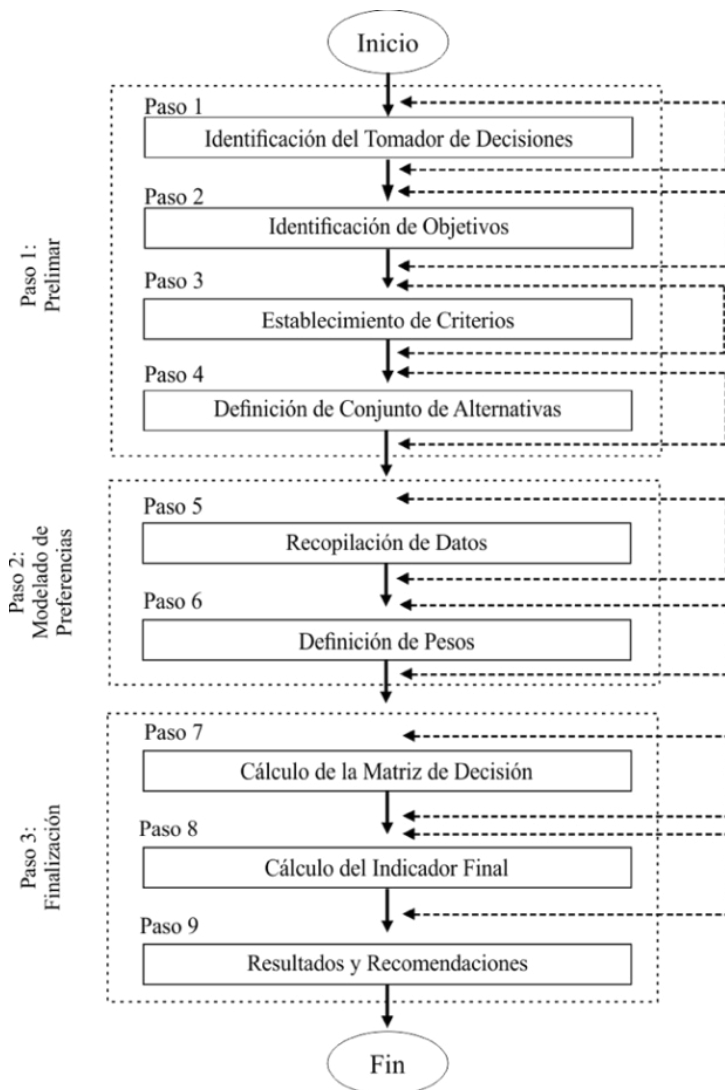 Inicio
Paso 1:
Prelimar
Paso 1
Identificación del Tomador de Decisiones
Paso 2
Identificación de Objetivos
Paso 3
Establecimiento de Criterios
Paso 4
Definición de Conjunto de Alternativas
Paso 2:
Modelado de
Preferencias
Paso 5
Recopilación de Datos
Paso 6
Definición de Pesos
Paso 3:
Finalización
Paso 7
Cálculo de la Matriz de Decisión
Paso 8
Cálculo del Indicador Final
Paso 9
Resultados y Recomendaciones
Fin